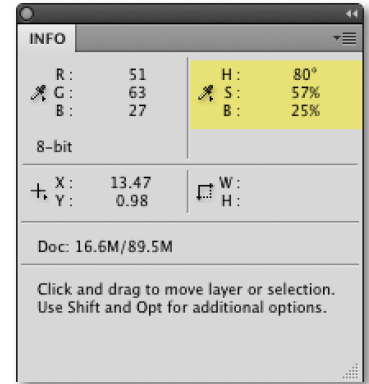 INFO
R: 51 H: 80°
G: 63 S: 57%
B: 27 B: 25%
8-bit
X: 13.47 W:
Y: 0.98 H:
Doc: 16.6M/89.5M
Click and drag to move layer or selection.
Use Shift and Opt for additional options.